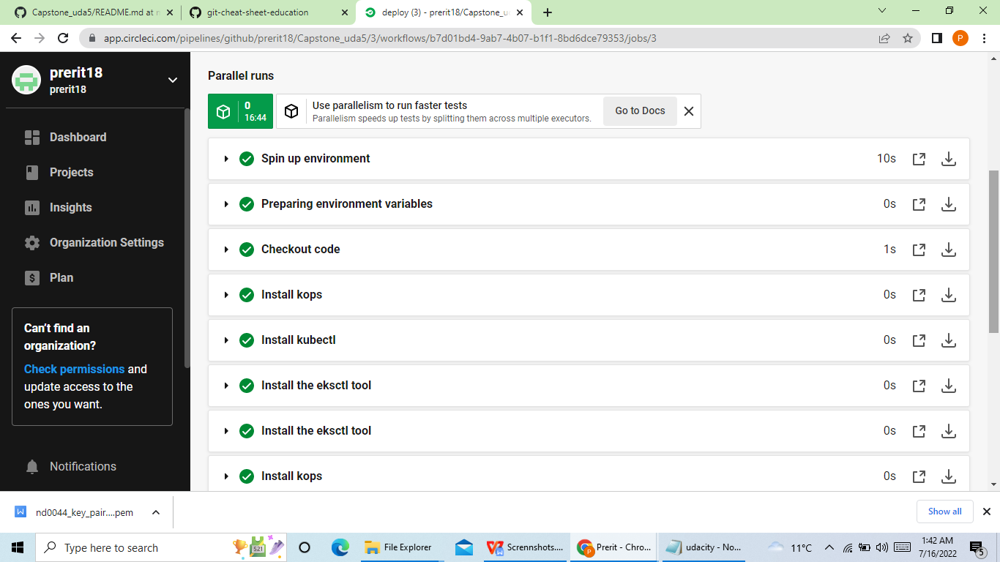 Capstone_uda5/README.md at m
git-cheat-sheet-education
deploy (3) - prerit18/Capstone_u
app.circleci.com/pipelines/github/prerit18/Capstone_uda5/3/workflows/b7d01bd4-9ab7-4b07-b1f1-8bd6dce79353/jobs/3
P
prerit18
prerit18
Dashboard
Projects
Insights
Organization Settings
Plan
Can't find an
organization?
Check permissions and
update access to the
ones you want.
Notifications
Parallel runs
0
16:44
Use parallelism to run faster tests
Parallelism speeds up tests by splitting them across multiple executors.
Go to Docs
Spin up environment
10s
Preparing environment variables
0s
Checkout code
1s
Install kops
0s
Install kubectl
0s
Install the eksctl tool
0s
Install the eksctl tool
0s
Install kops
0s
nd0044_key_pair....pem
Show all
Type here to search
521
File Explorer
Scrennshots....
Prerit - Chro...
udacity - No...
11°C
1:42 AM
7/16/2022
5